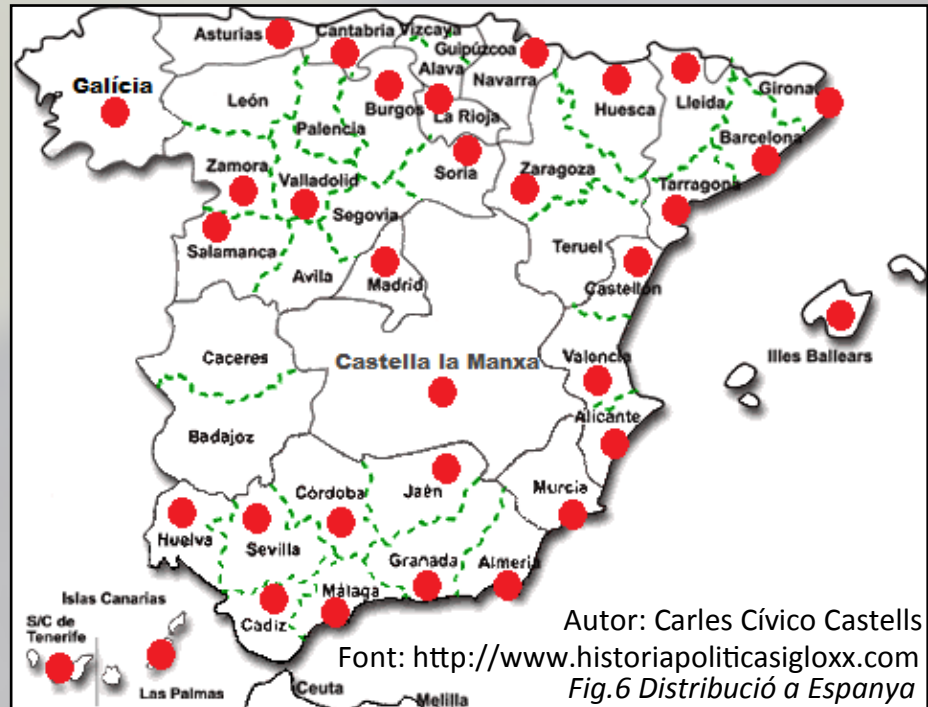 Asturias
Cantabria
Vizcaya
Guipúzcoa
Alava
Navarra
Galícia
León
Palencia
Burgos
La Rioja
Huesca
Lleida
Girona
Barcelona
Zamora
Valladolid
Soria
Zaragoza
Tarragona
Segovia
Salamanca
Avila
Madrid
Teruel
Castellón
Caceres
Castella la Manxa
Valencia
Illes Ballears
Alicante
Badajoz
Córdoba
Jaén
Murcia
Huelva
Sevilla
Granada
Almeria
Málaga
Cádiz
Islas Canarias
S/C de
Tenerife
Las Palmas
Ceuta
Melilla
Autor: Carles Cívico Castells
Font: http://www.historiapoliticasigloxx.com
Fig.6 Distribució a Espanya